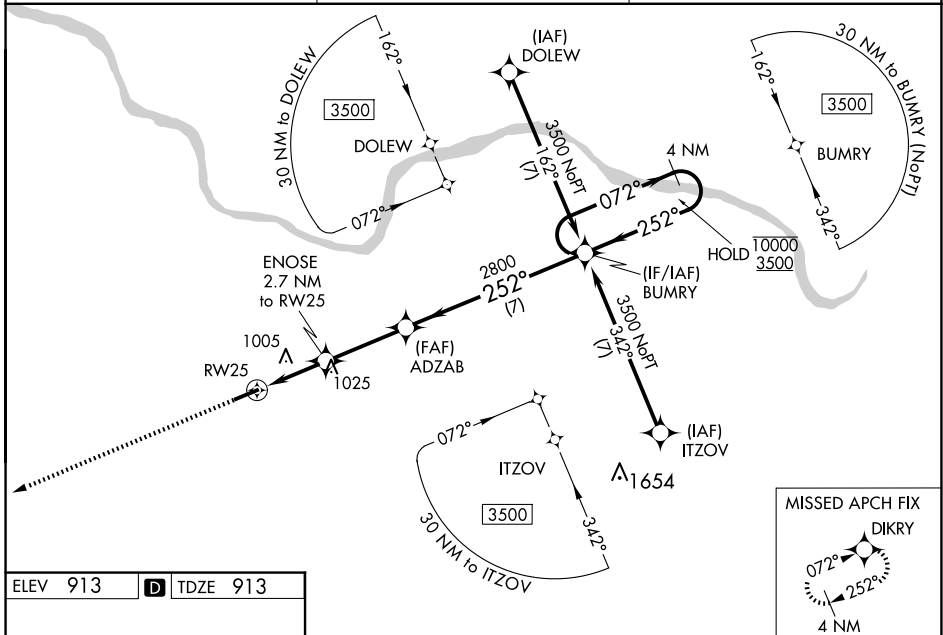 (IAF)
DOLEW
30 NM to DOLEW
162°
3500
DOLEW
072°
30 NM to BUMRY (NoPT)
162°
3500
BUMRY
342°
3500 NoPT
162°
(7)
4 NM
072°
252°
HOLD
10000
3500
(IF/IAF)
BUMRY
2800
252°
(7)
ENOSE
2.7 NM
to RW25
(FAF)
ADZAB
1005
1025
RW25
3500 NoPT
342°
(7)
(IAF)
ITZOV
1654
072°
ITZOV
3500
342°
30 NM to ITZOV
MISSED APCH FIX
DIKRY
072°
252°
4 NM
ELEV 913 D TDZE 913